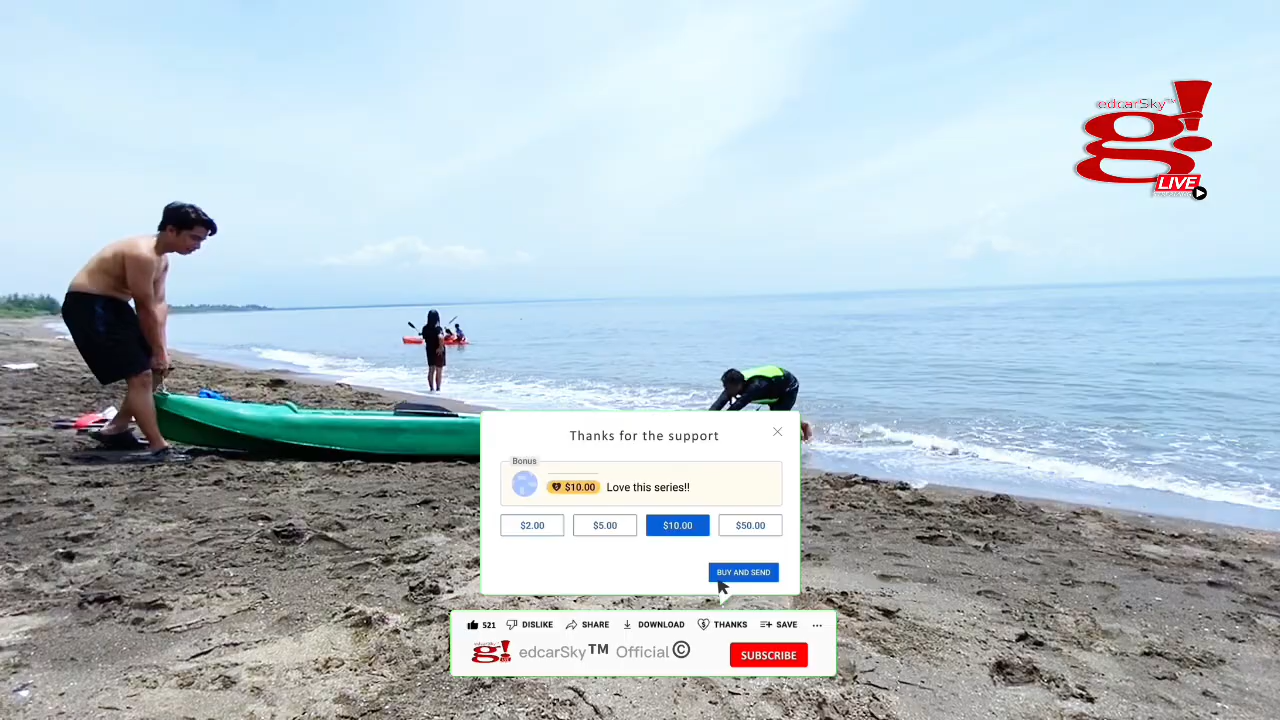 edcarSky™
g!
LIVE
Thanks for the support
Bonus
$10.00 Love this series!!
$2.00 $5.00 $10.00 $50.00
BUY AND SEND
521 DISLIKE SHARE DOWNLOAD THANKS SAVE ...
g! edcarSky™ Official© SUBSCRIBE